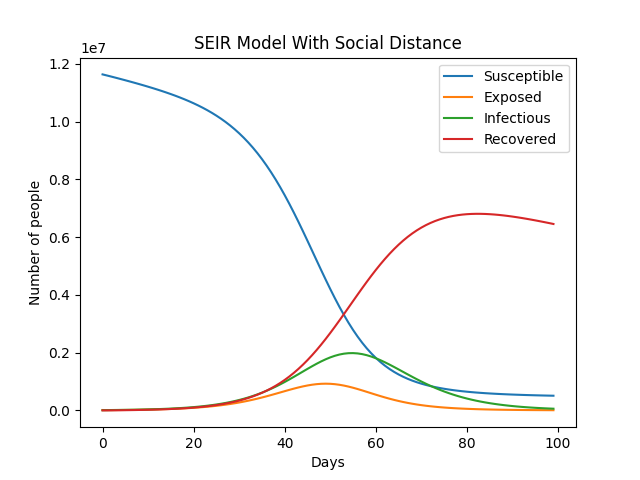 SEIR Model With Social Distance
1e7
1.2
1.0
0.8
0.6
0.4
0.2
0.0
Number of people
0 20 40 60 80 100
Days
Susceptible
Exposed
Infectious
Recovered